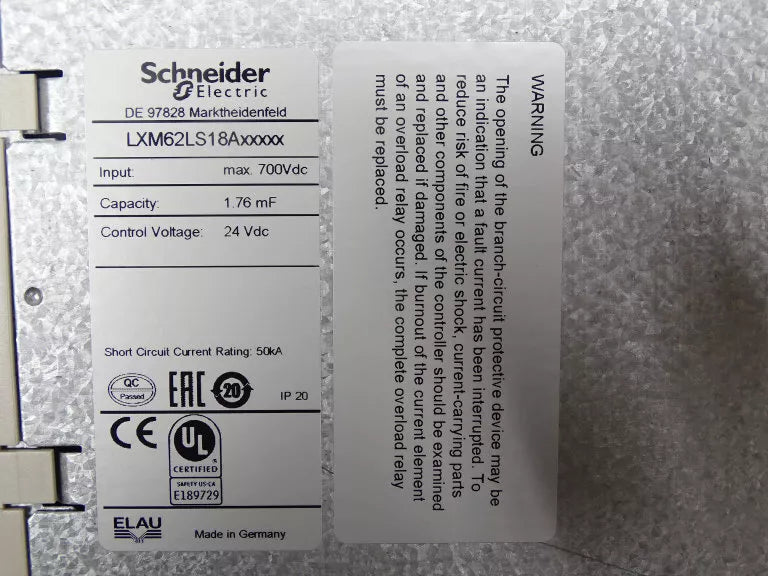 Schneider
Electric
DE 97828 Marktheidenfeld
LXM62LS18Axxxxx
Input: max. 700Vdc
Capacity: 1.76 mF
Control Voltage: 24 Vdc
Short Circuit Current Rating: 50kA
QC
Passed
EAC
20
IP 20
CE
UL
CERTIFIED
SAFETY US-CA
E189729
ELAU
Made in Germany
WARNING
The opening of the branch-circuit protective device may be
an indication that a fault current has been interrupted. To
reduce risk of fire or electric shock, current-carrying parts
and other components of the controller should be examined
and replaced if damaged. If burnout of the current element
of an overload relay occurs, the complete overload relay
must be replaced.